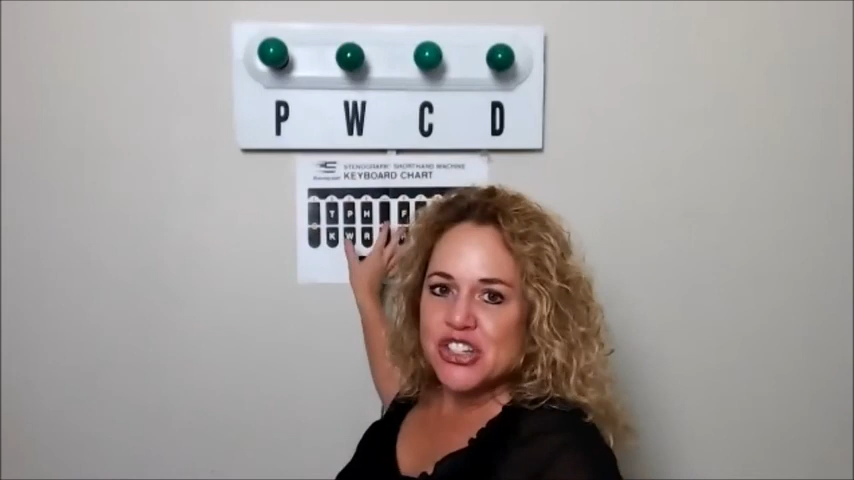 P W C D
STENOGRAPH® SHORTHAND MACHINE
KEYBOARD CHART
T P H F
K W R